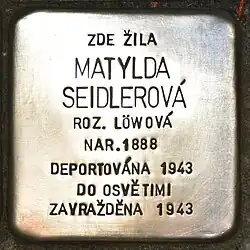 ZDE ŽILA
MATYLDA
SEIDLEROVÁ
ROZ. LÖWOVÁ
NAR.1888
DEPORTOVÁNA 1943
DO OSVĚTIMI
ZAVRAŽDĚNA 1943